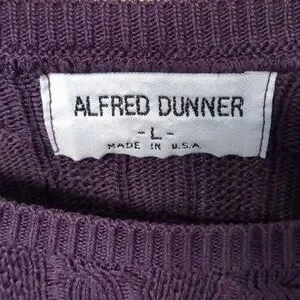 ALFRED DUNNER
-L-
MADE IN U.S.A